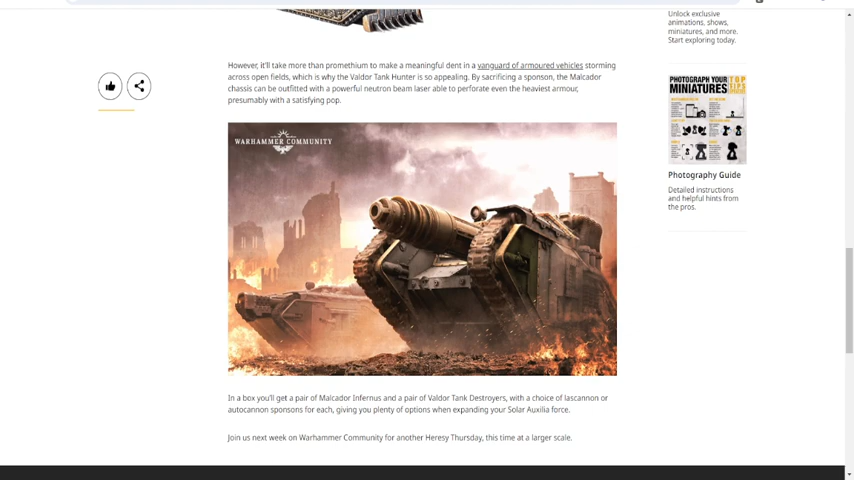 Unlock exclusive
animations, shows,
miniatures, and more.
Start exploring today.
However, it'll take more than promethium to make a meaningful dent in a vanguard of armoured vehicles storming
across open fields, which is why the Valdor Tank Hunter is so appealing. By sacrificing a sponson, the Malcador
chassis can be outfitted with a powerful neutron beam laser able to perforate even the heaviest armour,
presumably with a satisfying pop.
WARHAMMER COMMUNITY
PHOTOGRAPH YOUR
MINIATURES
TOP
TIPS
Photography Guide
Detailed instructions
and helpful hints from
the pros.
In a box you'll get a pair of Malcador Infernus and a pair of Valdor Tank Destroyers, with a choice of lascannon or
autocannon sponsons for each, giving you plenty of options when expanding your Solar Auxilia force.
Join us next week on Warhammer Community for another Heresy Thursday, this time at a larger scale.